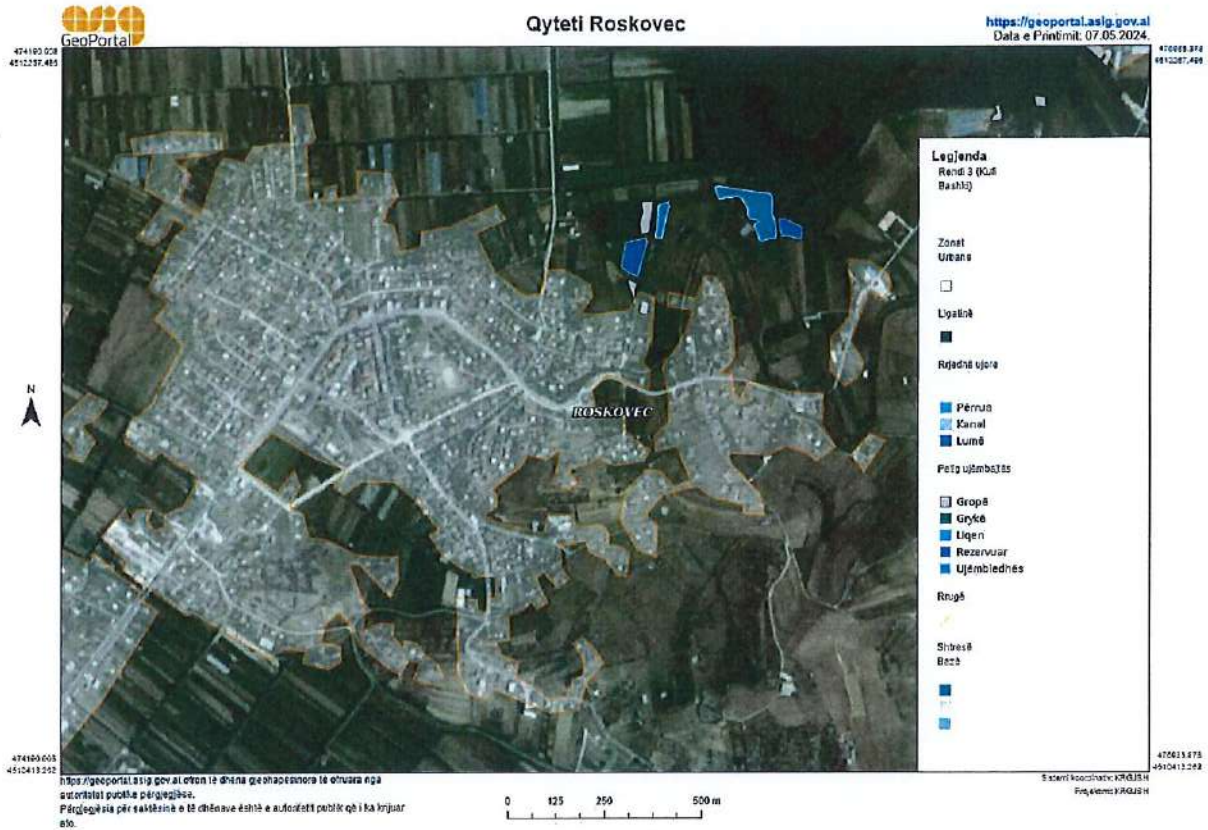 asig
GeoPortal
Qyteti Roskovec
https://geoportal.asig.gov.al
Data e Printimit: 07.05.2024.
N
ROSKOVEC
Legjenda
Rendi 3 (Kufi
Bashki)
Zonat
Urbane
Ligatinë
Rrjedhë ujore
Përrua
Kanal
Lumë
Pellg ujëmbajtës
Gropë
Grykë
Liqen
Rezervuar
Ujëmbledhës
Rrugë
Shtresë
Bazë
https://geoportal.asig.gov.al ofron të dhëna gjeohapësinore të ofruara nga
autoritetet publike përgjegjëse.
Përgjegjësia për saktësinë e të dhënave është e autoritetit publik që i ka krijuar
ato.
0 125 250 500 m
Sistemi koordinativ: KRGJSH
Projeksioni: KRGJSH